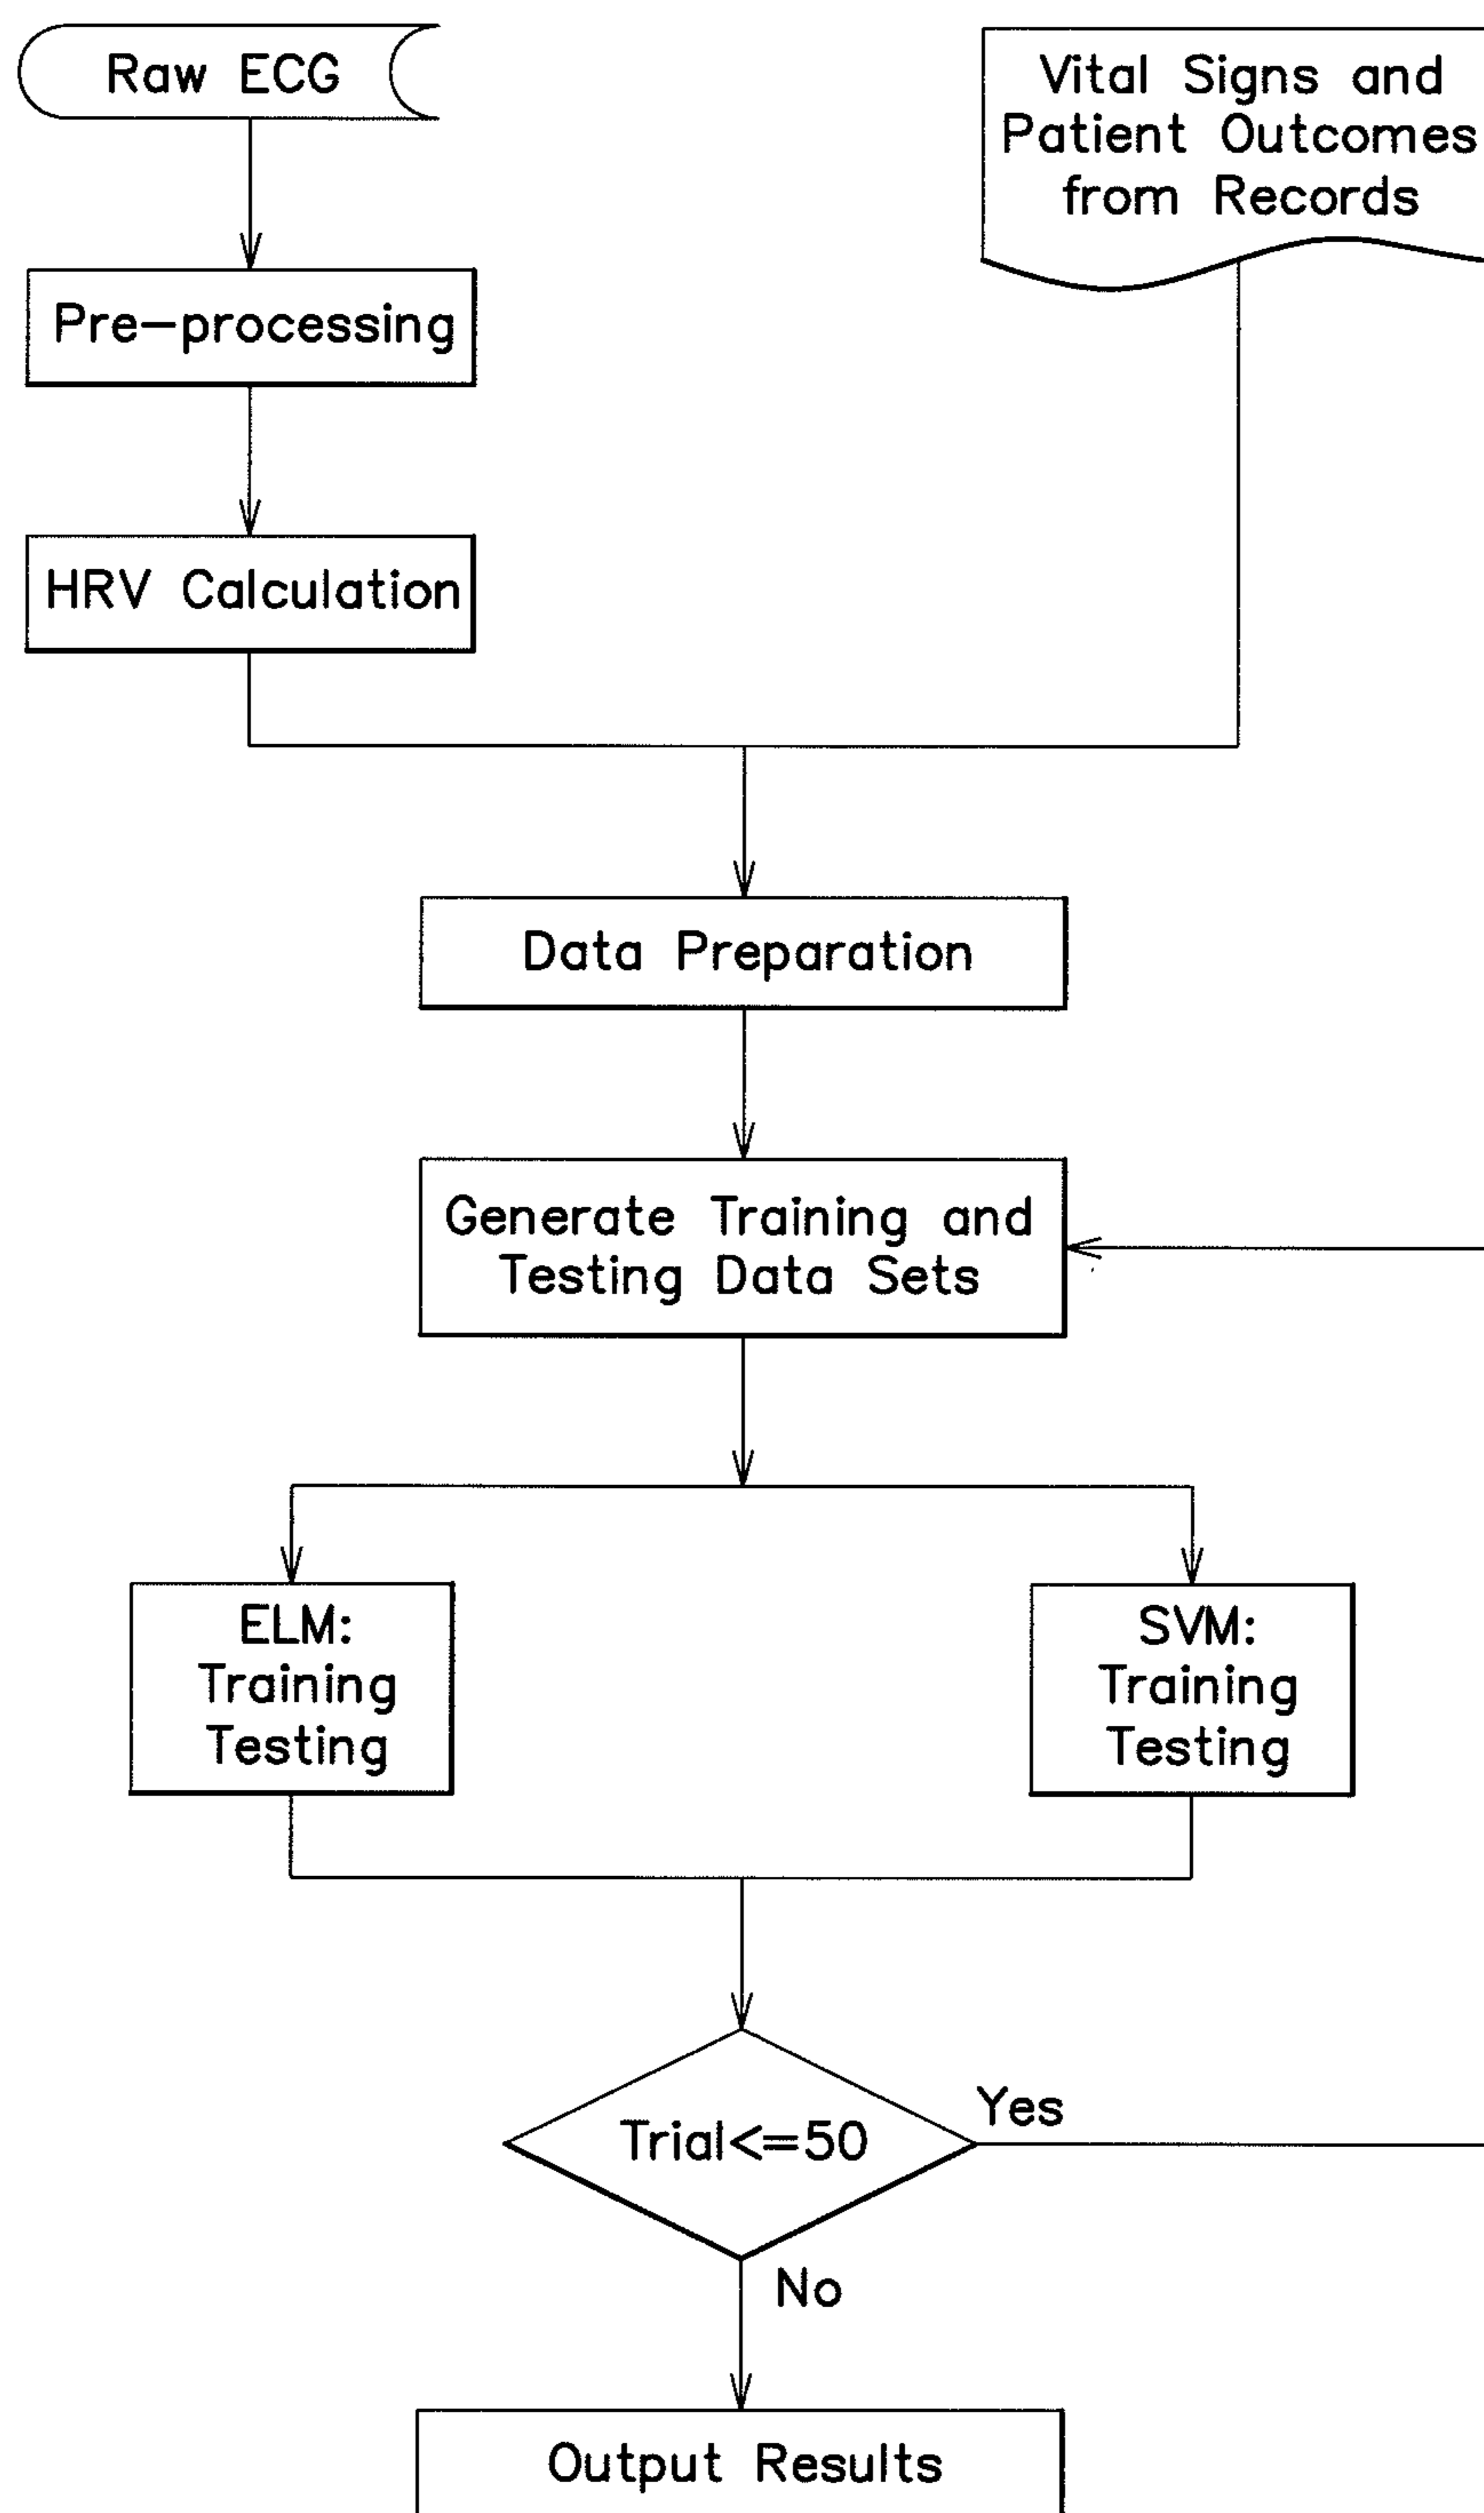 Raw ECG
Vital Signs and
Patient Outcomes
from Records
Pre-processing
HRV Calculation
Data Preparation
Generate Training and
Testing Data Sets
ELM:
Training
Testing
SVM:
Training
Testing
Trial<=50
Yes
No
Output Results